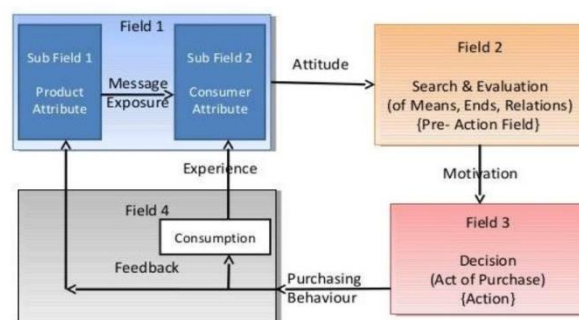 Field 1
Sub Field 1
Product
Attribute
Message
Exposure
Sub Field 2
Consumer
Attribute
Attitude
Field 2
Search & Evaluation
(of Means, Ends, Relations)
{Pre- Action Field}
Motivation
Field 3
Decision
(Act of Purchase)
{Action}
Purchasing
Behaviour
Field 4
Consumption
Feedback
Experience